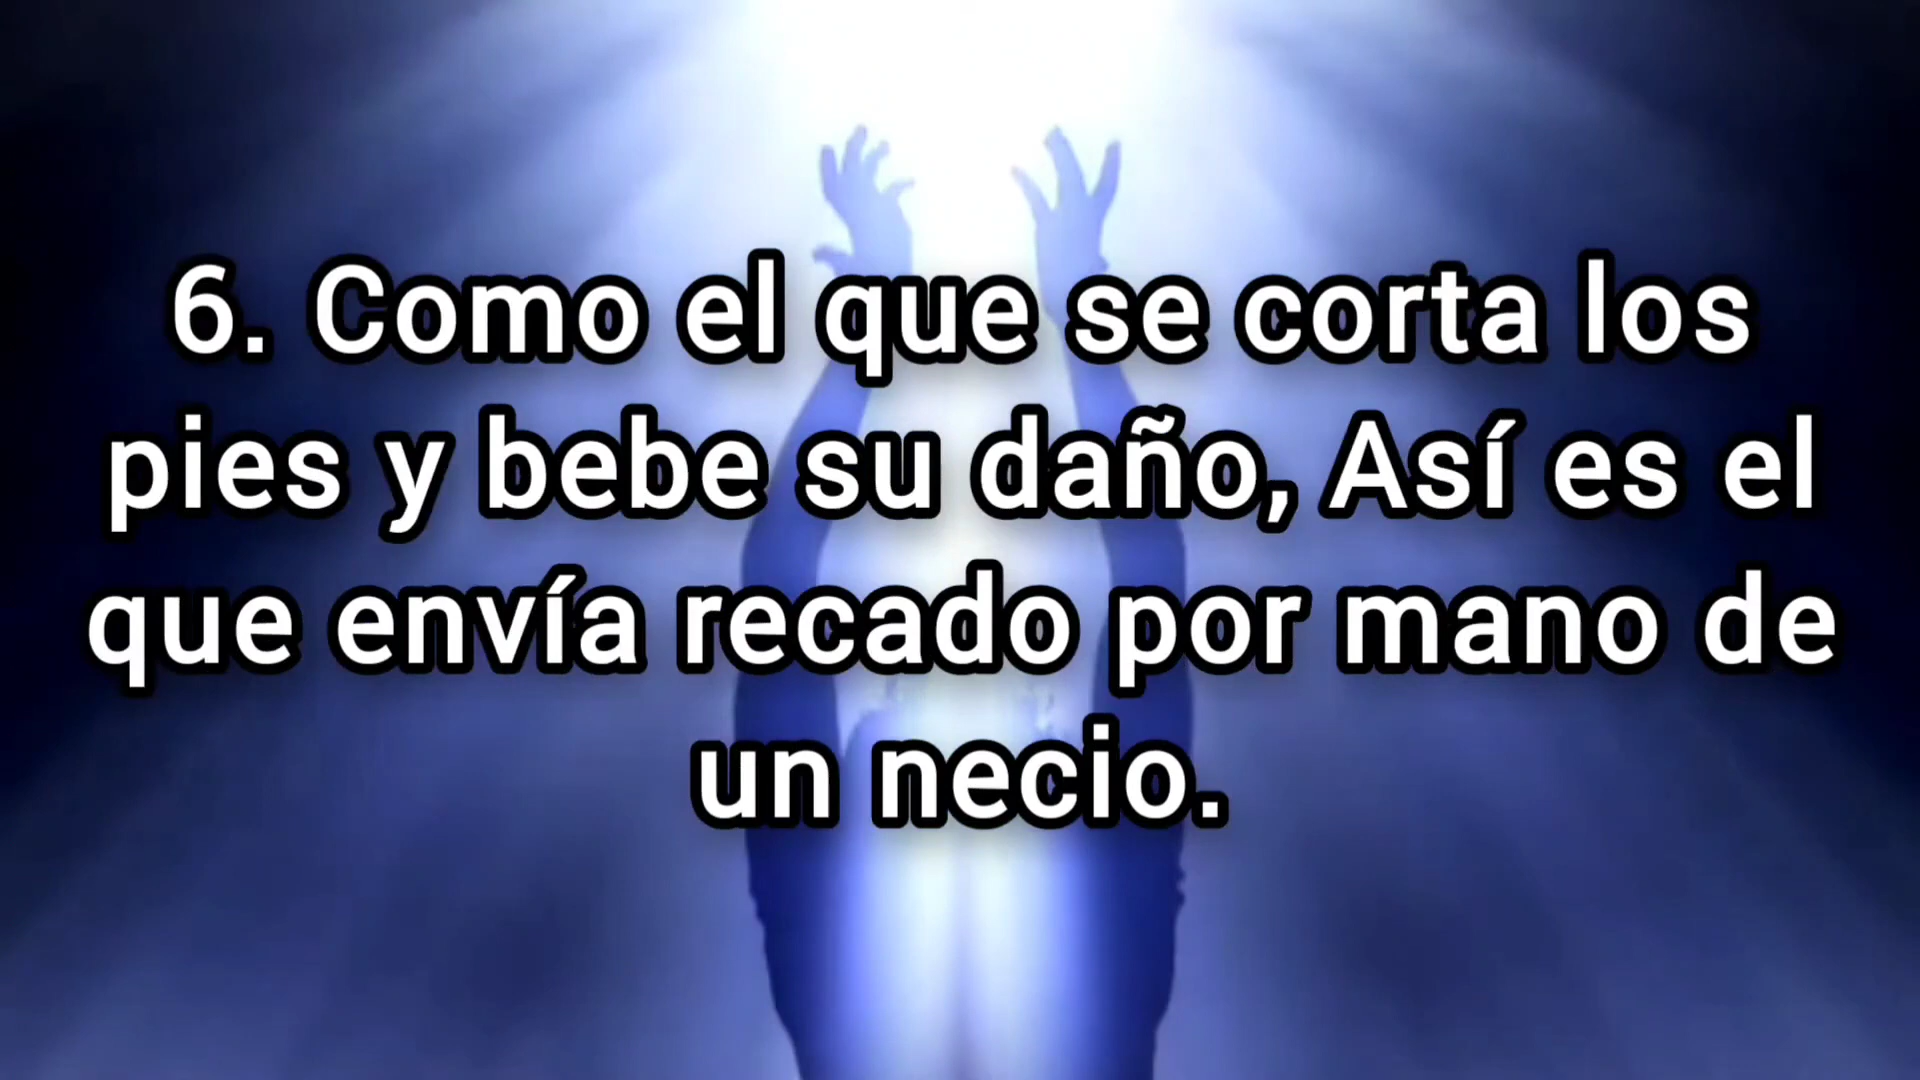 6. Como el que se corta los
pies y bebe su daño, Así es el
que envía recado por mano de
un necio.